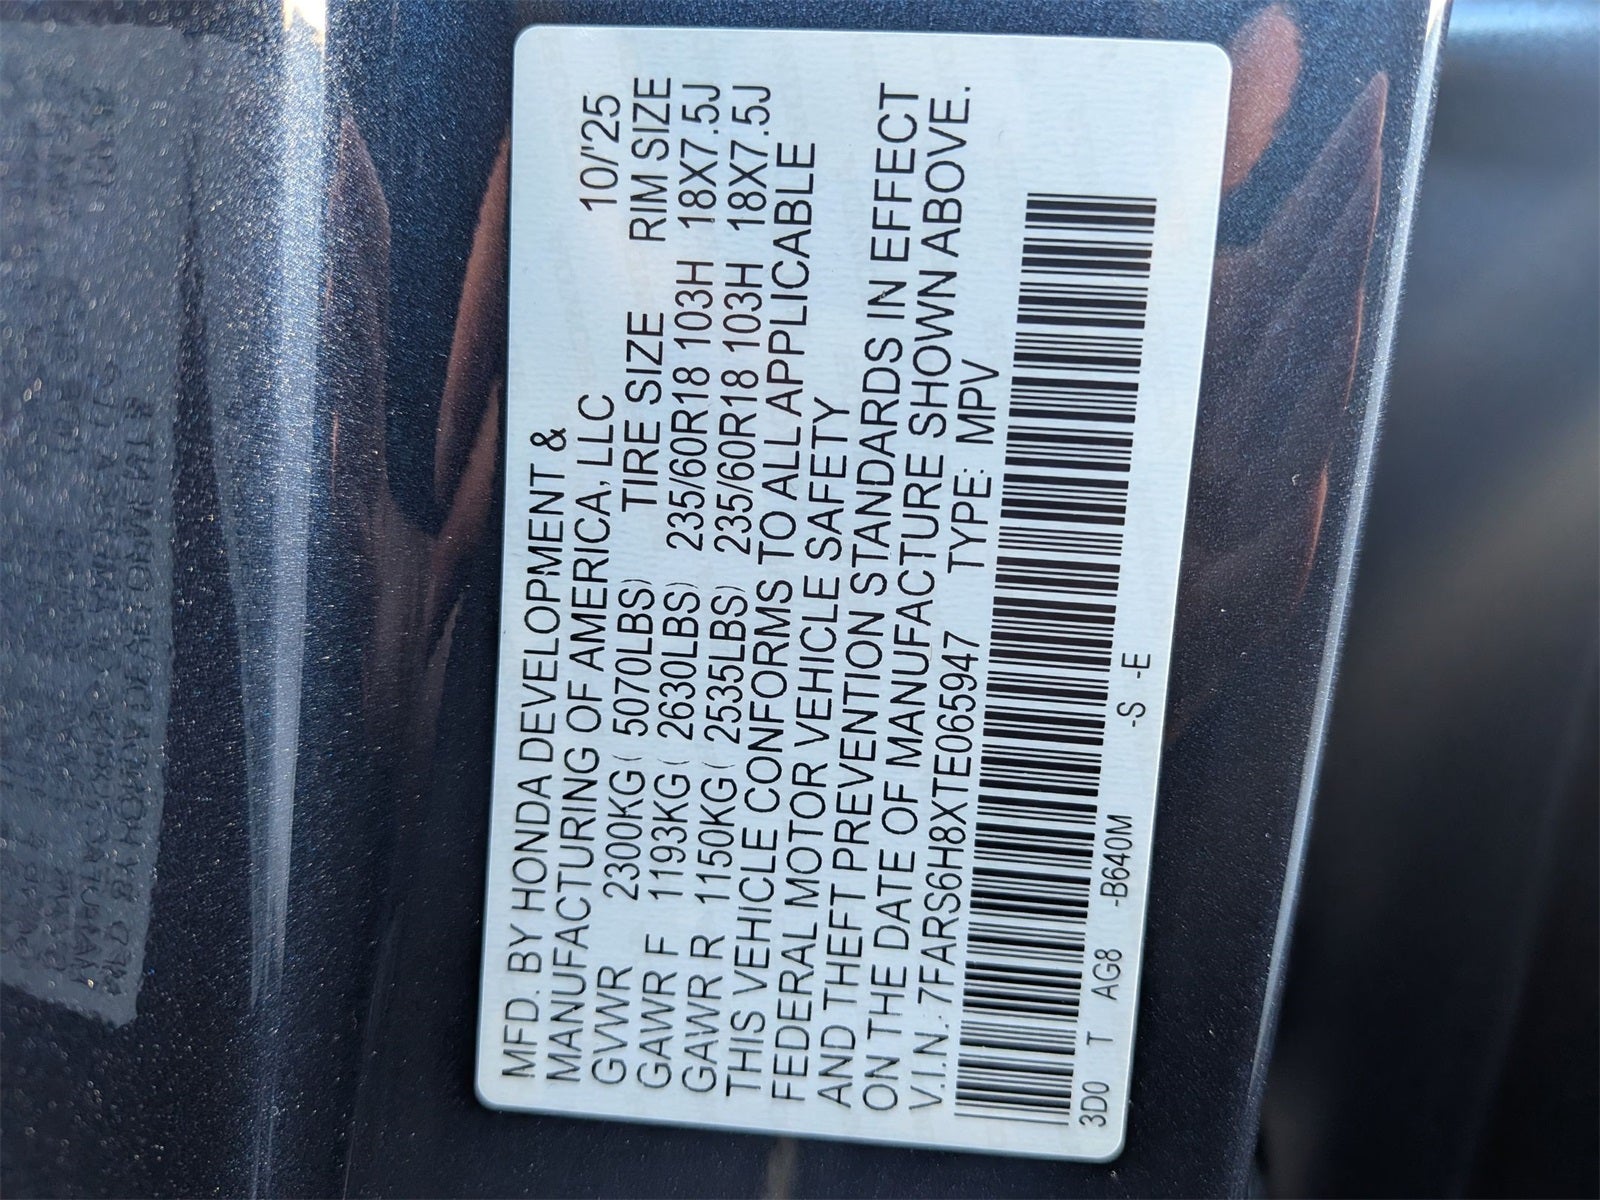 MFD. BY HONDA DEVELOPMENT &
MANUFACTURING OF AMERICA, LLC 10/'25
GVWR 2300KG ( 5070LBS) TIRE SIZE RIM SIZE
GAWR F 1193KG ( 2630LBS) 235/60R18 103H 18X7.5J
GAWR R 1150KG ( 2535LBS) 235/60R18 103H 18X7.5J
THIS VEHICLE CONFORMS TO ALL APPLICABLE
FEDERAL MOTOR VEHICLE SAFETY
AND THEFT PREVENTION STANDARDS IN EFFECT
ON THE DATE OF MANUFACTURE SHOWN ABOVE.
V.I.N. 7FARS6H8XTE065947 TYPE: MPV
3D0 T AG8 -B640M -S -E